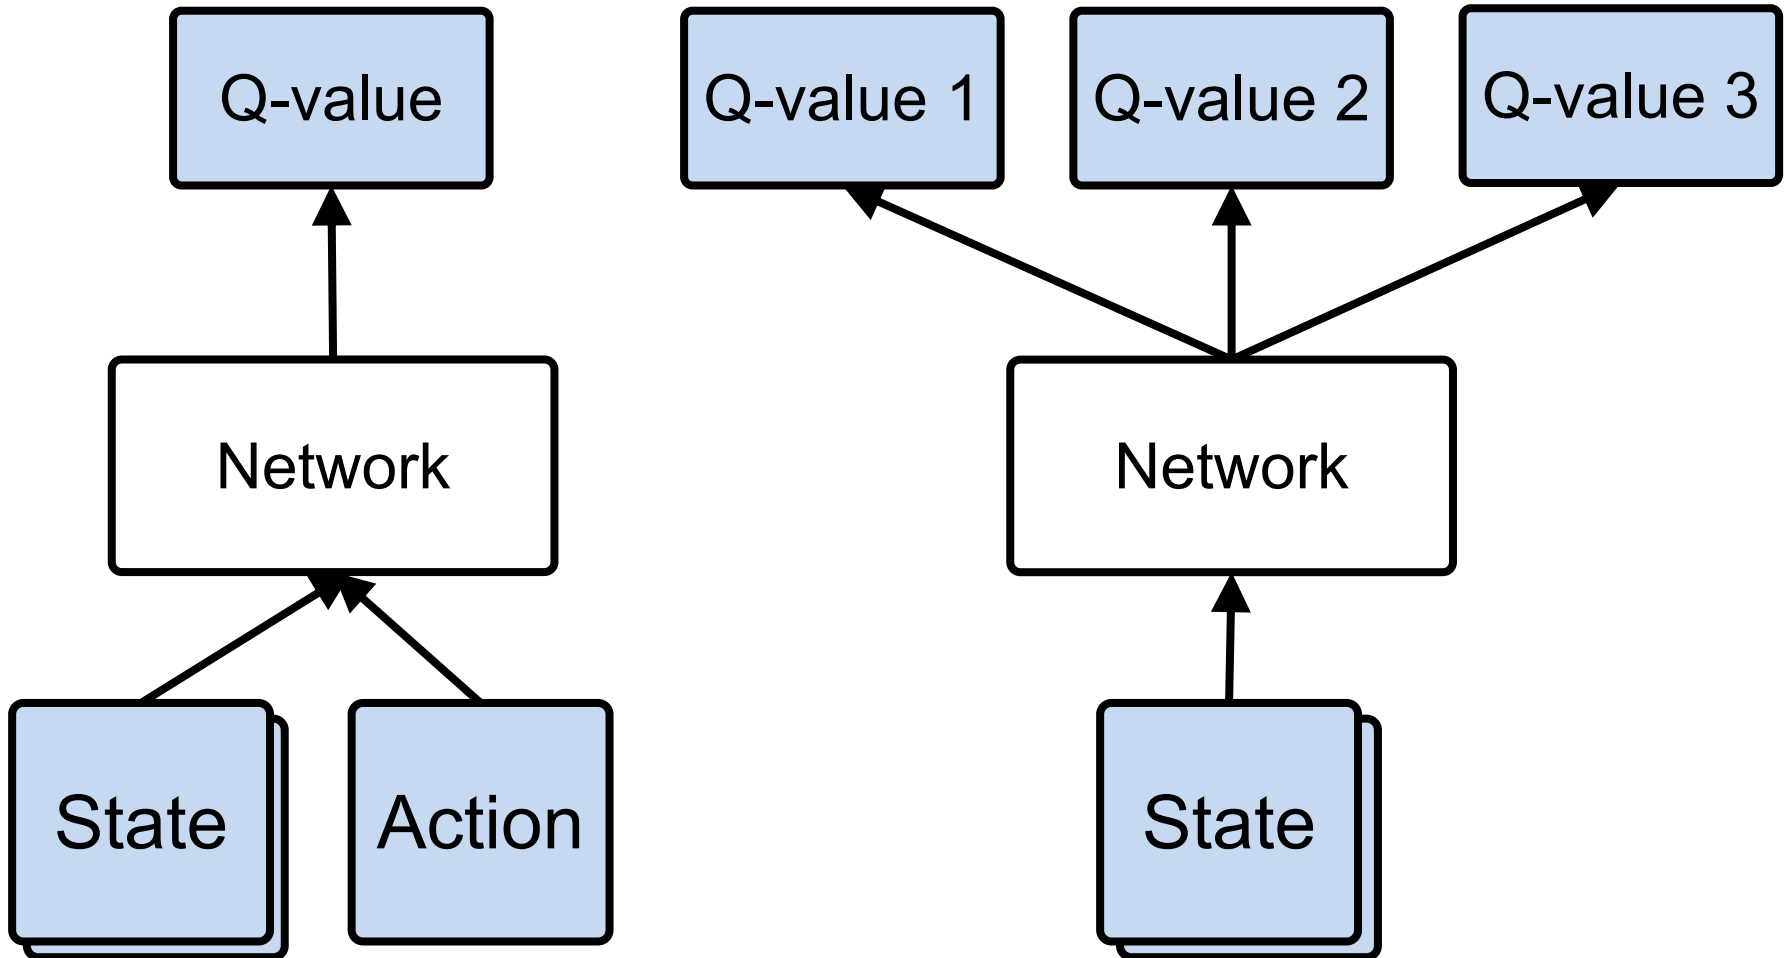 Q-value
Q-value 1
Q-value 2
Q-value 3
Network
Network
State
Action
State